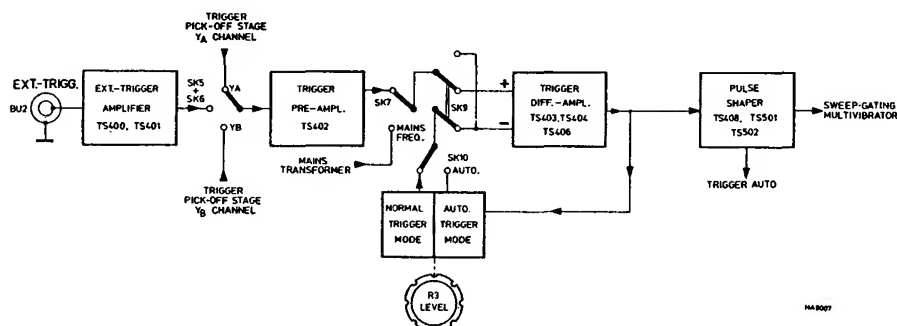 TRIGGER
PICK-OFF STAGE
YA CHANNEL
EXT.-TRIGG.
BU2
EXT.-TRIGGER
AMPLIFIER
TS400, TS401
SK5
+
SK6
YA
YB
TRIGGER
PICK-OFF STAGE
YB CHANNEL
TRIGGER
PRE-AMPL.
TS402
SK7
MAINS
FREQ.
MAINS
TRANSFORMER
SK9
+
−
SK10
AUTO.
NORMAL
TRIGGER
MODE
AUTO.
TRIGGER
MODE
R3
LEVEL
TRIGGER
DIFF.-AMPL.
TS403,TS404
TS406
PULSE
SHAPER
TS408, TS501
TS502
SWEEP-GATING
MULTIVIBRATOR
TRIGGER AUTO
MA8007